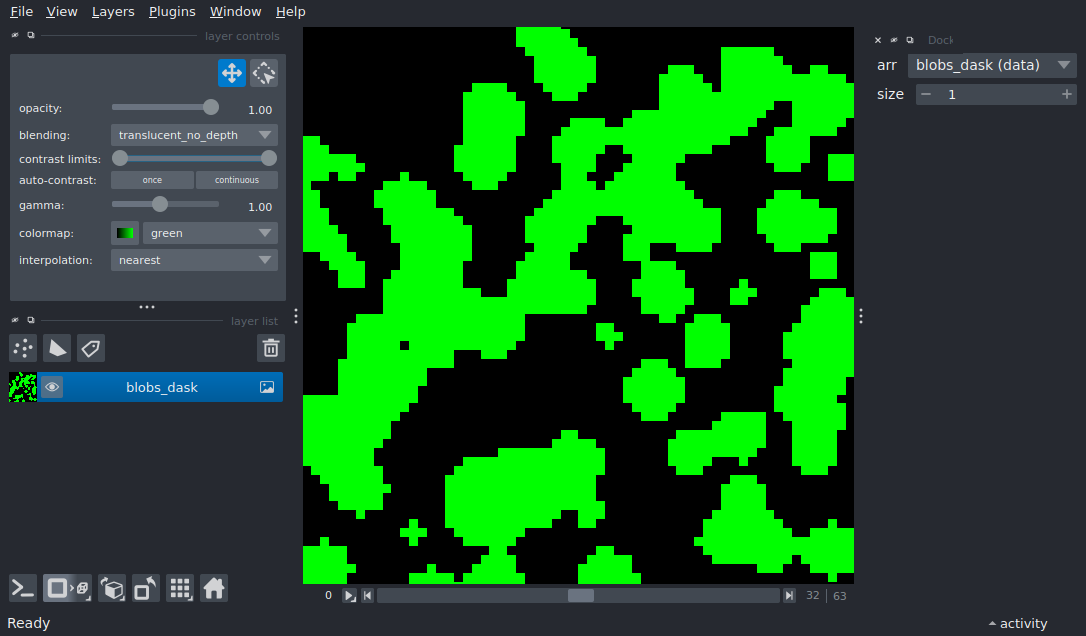 File View Layers Plugins Window Help
layer controls
opacity: 1.00
blending: translucent_no_depth
contrast limits:
auto-contrast: once continuous
gamma: 1.00
colormap: green
interpolation: nearest
layer list
blobs_dask
Dock
arr blobs_dask (data)
size 1
0 32 63
Ready
activity